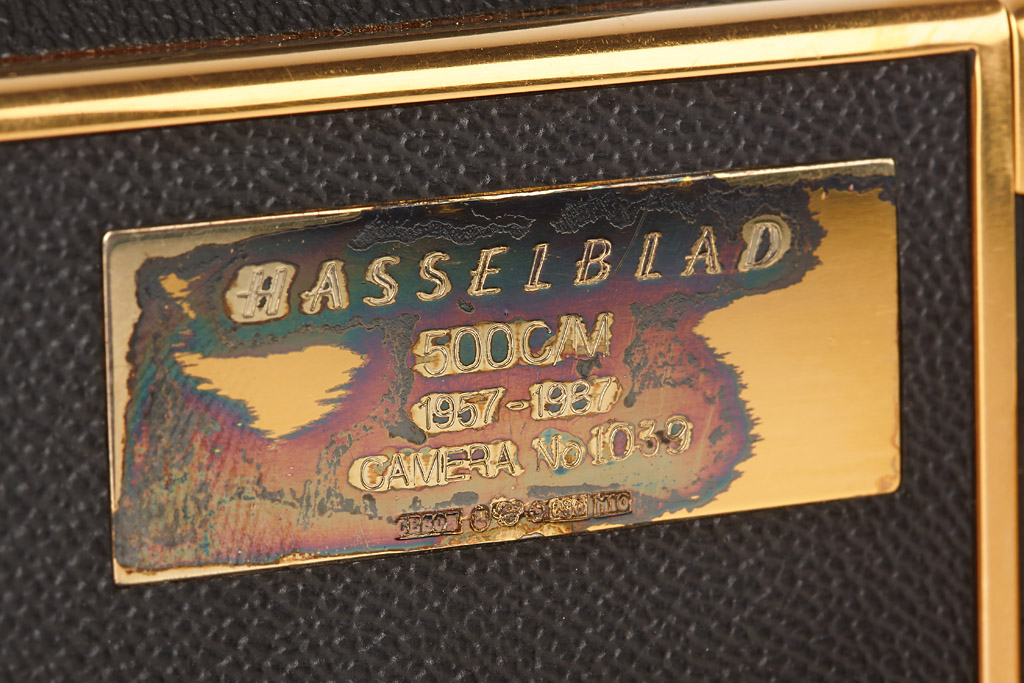 HASSELBLAD
500C/M
1957-1987
CAMERA No 1039